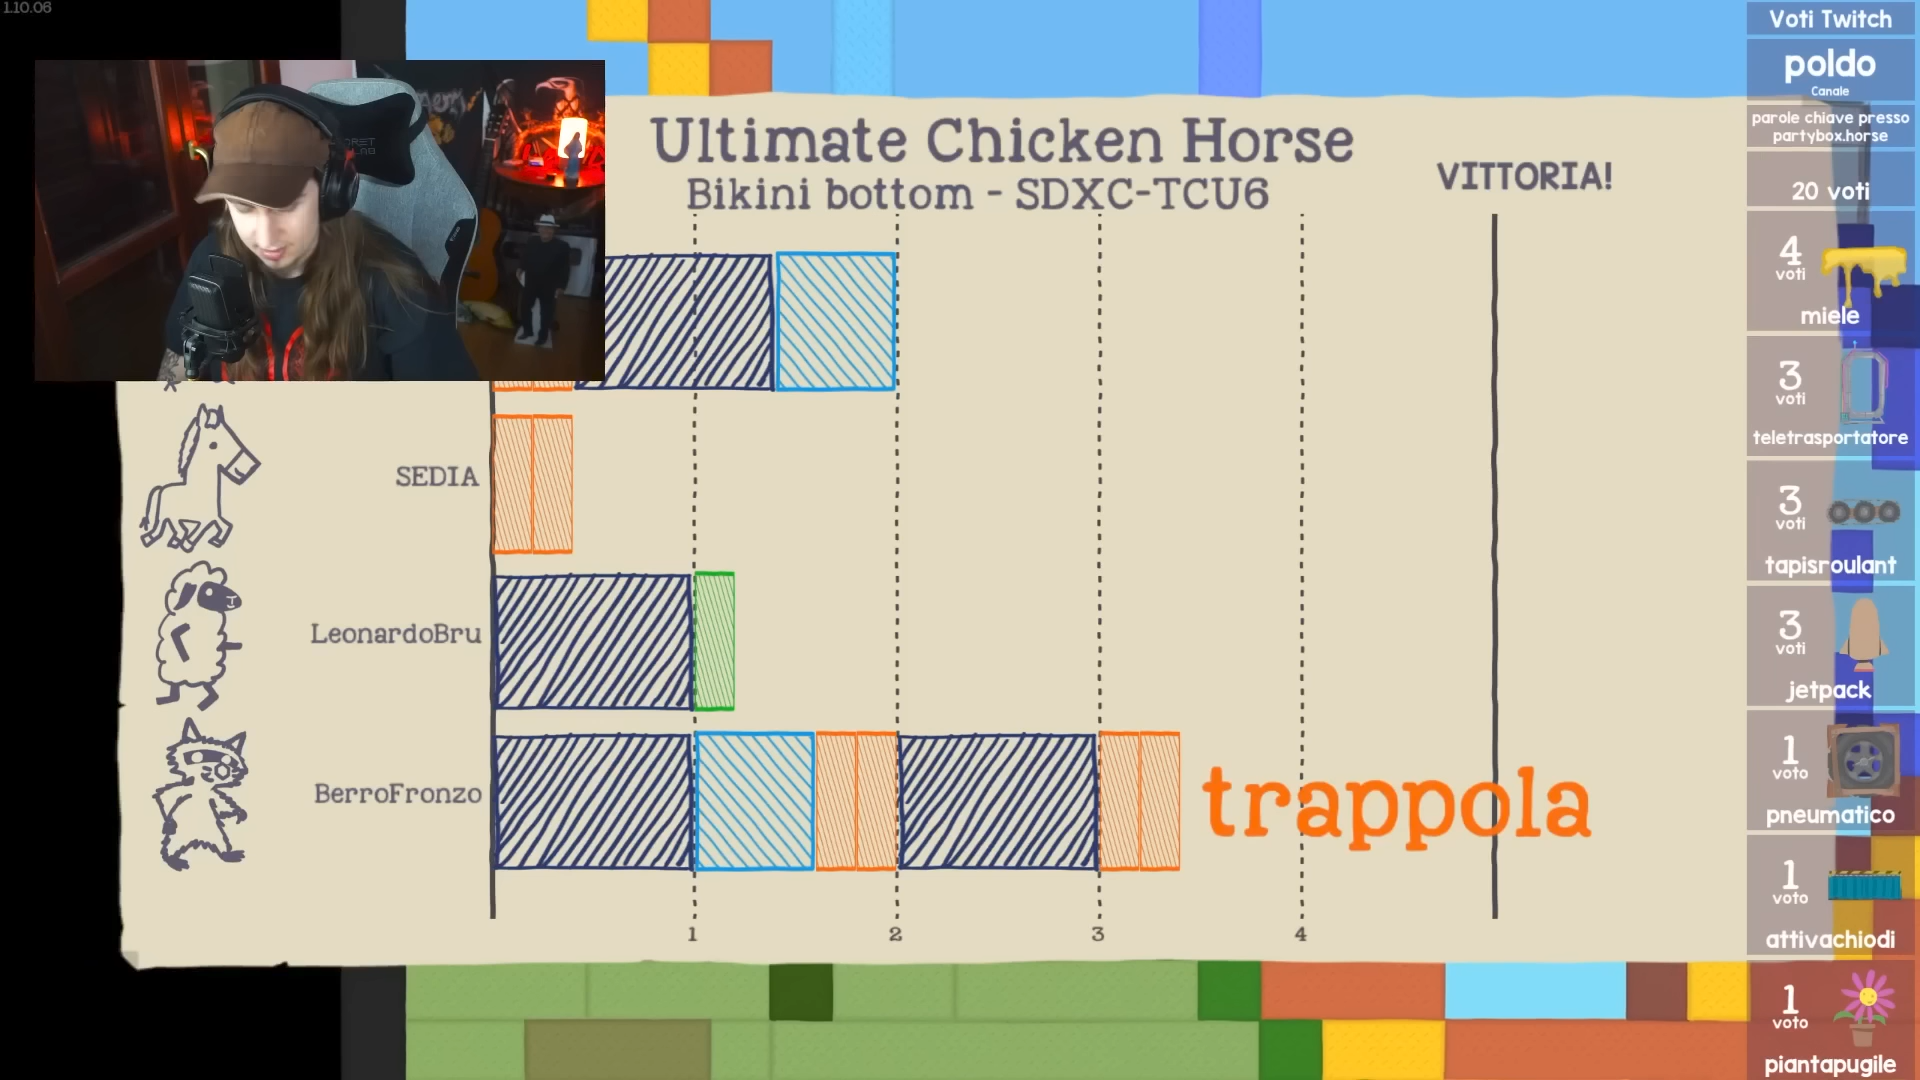 1.10.06
Ultimate Chicken Horse
Bikini bottom - SDXC-TCU6
VITTORIA!
SEDIA
LeonardoBru
BerroFronzo
trappola
1
2
3
4
Voti Twitch
poldo
Canale
parole chiave presso
partybox.horse
20 voti
4
voti
miele
3
voti
teletrasportatore
3
voti
tapisroulant
3
voti
jetpack
1
voto
pneumatico
1
voto
attivachiodi
1
voto
piantapugile